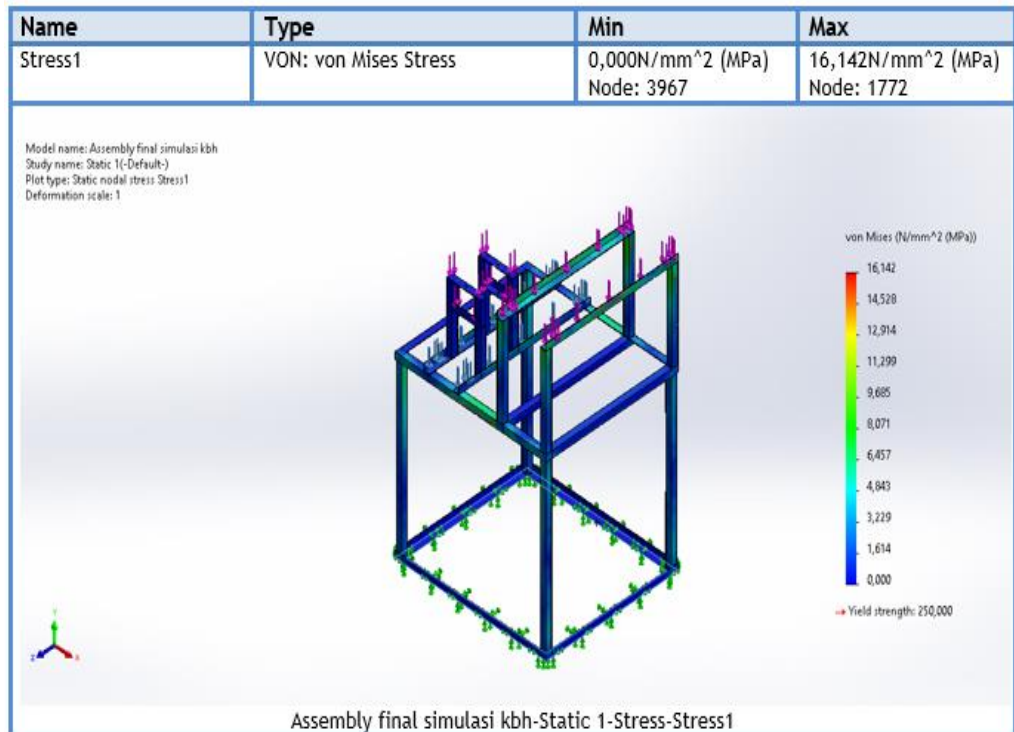 Name Type Min Max
Stress1 VON: von Mises Stress 0,000N/mm^2 (MPa) 16,142N/mm^2 (MPa)
Node: 3967 Node: 1772
Model name: Assembly final simulasi kbh
Study name: Static 1(-Default-)
Plot type: Static nodal stress Stress1
Deformation scale: 1
von Mises (N/mm^2 (MPa))
16,142
14,528
12,914
11,299
9,685
8,071
6,457
4,843
3,229
1,614
0,000
Yield strength: 250,000
Y
Z
X
Assembly final simulasi kbh-Static 1-Stress-Stress1